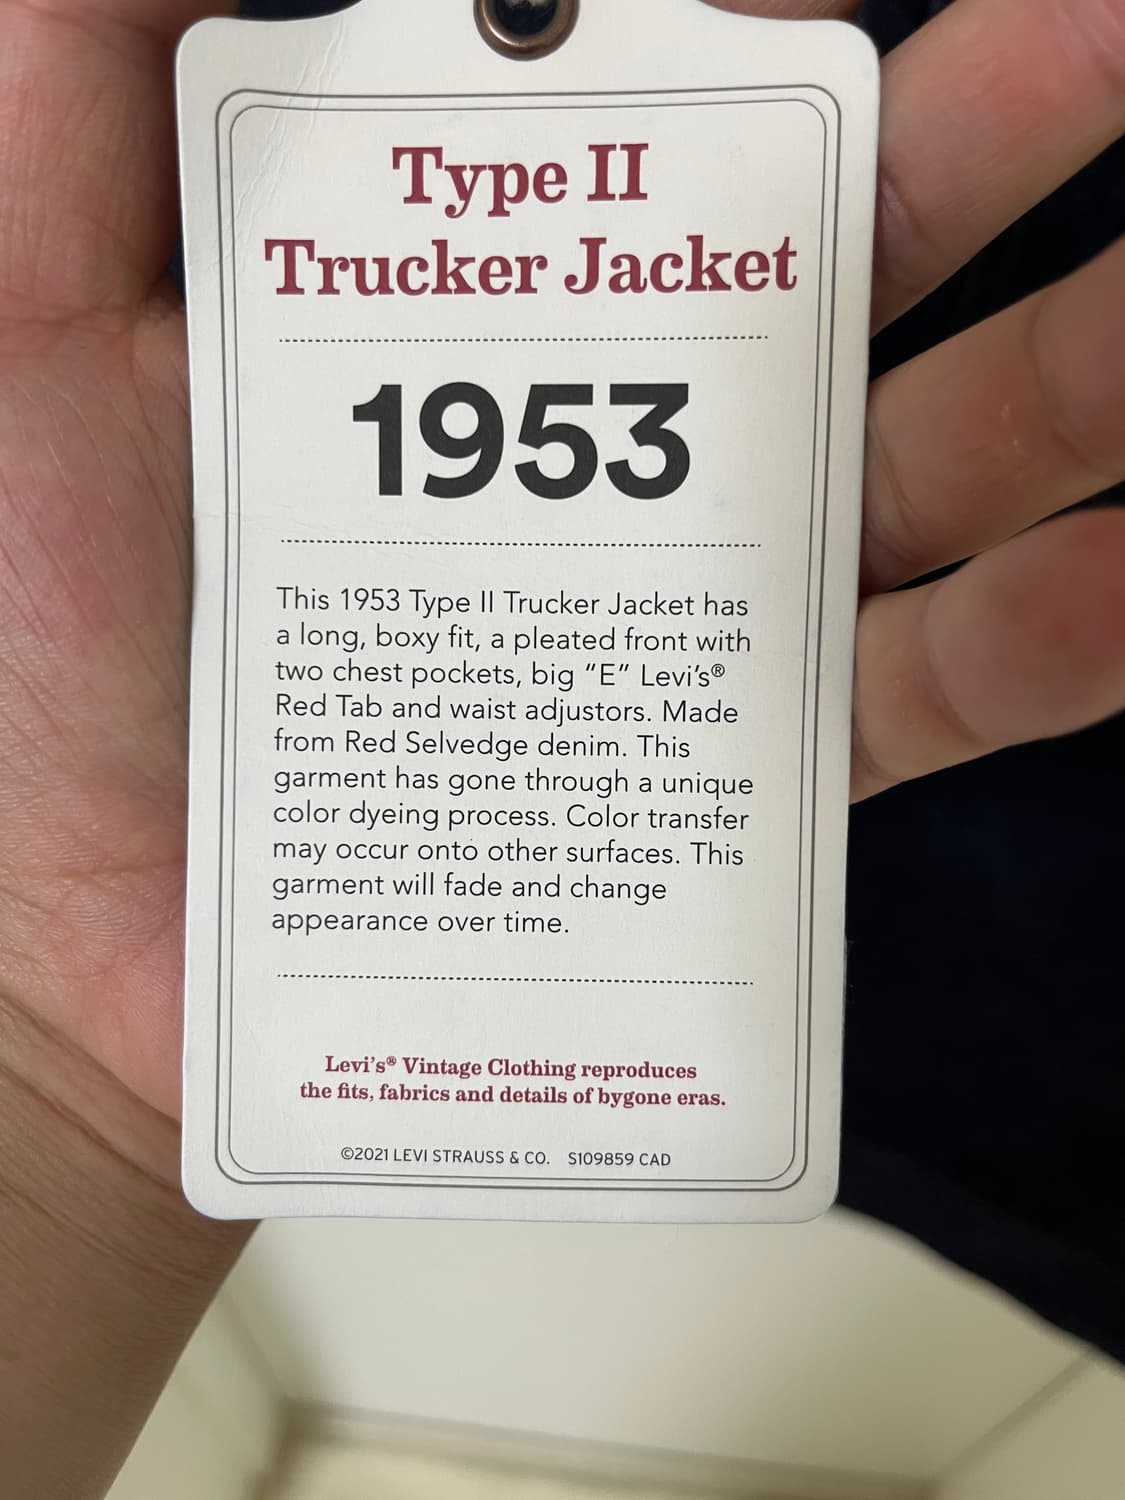 Type II
Trucker Jacket
1953
This 1953 Type II Trucker Jacket has
a long, boxy fit, a pleated front with
two chest pockets, big “E” Levi’s®
Red Tab and waist adjustors. Made
from Red Selvedge denim. This
garment has gone through a unique
color dyeing process. Color transfer
may occur onto other surfaces. This
garment will fade and change
appearance over time.
Levi’s® Vintage Clothing reproduces
the fits, fabrics and details of bygone eras.
©2021 LEVI STRAUSS & CO. S109859 CAD